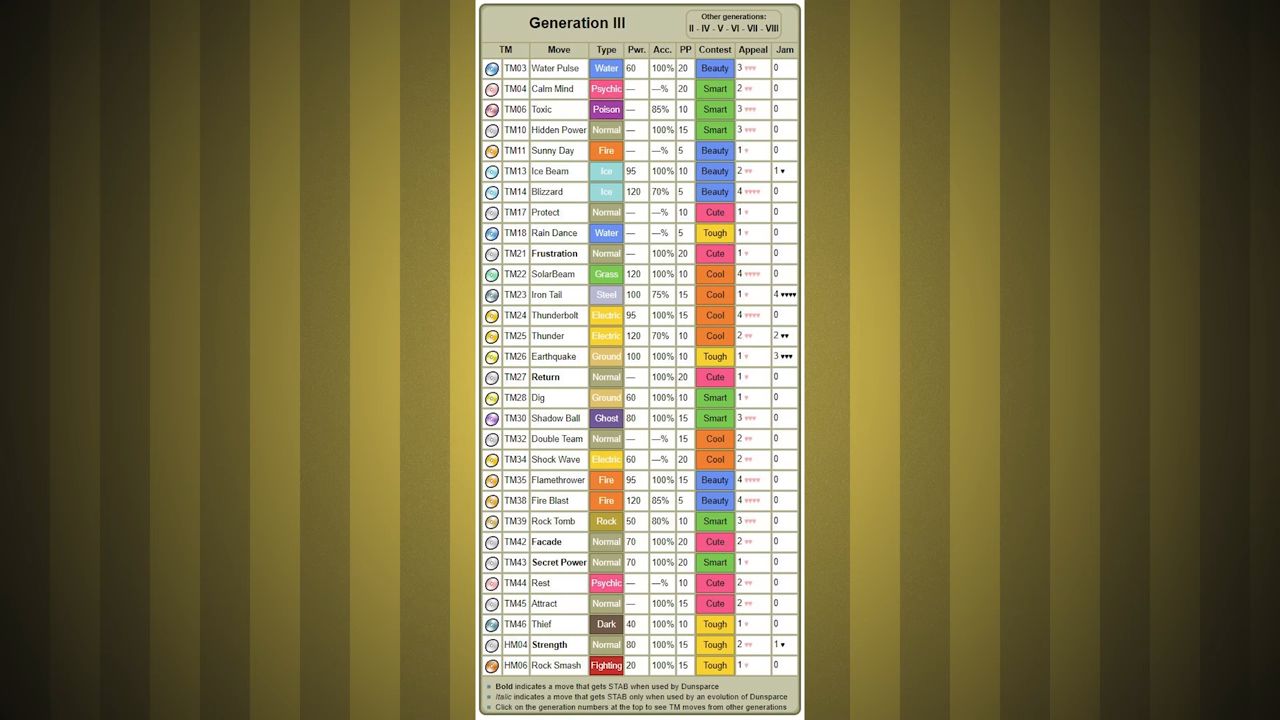 Generation III
Other generations:
II - IV - V - VI - VII - VIII
TM Move Type Pwr. Acc. PP Contest Appeal Jam
TM03 Water Pulse Water 60 100% 20 Beauty 3 ♥♥♥ 0
TM04 Calm Mind Psychic — —% 20 Smart 2 ♥♥ 0
TM06 Toxic Poison — 85% 10 Smart 3 ♥♥♥ 0
TM10 Hidden Power Normal — 100% 15 Smart 3 ♥♥♥ 0
TM11 Sunny Day Fire — —% 5 Beauty 1 ♥ 0
TM13 Ice Beam Ice 95 100% 10 Beauty 2 ♥♥ 1 ♥
TM14 Blizzard Ice 120 70% 5 Beauty 4 ♥♥♥♥ 0
TM17 Protect Normal — —% 10 Cute 1 ♥ 0
TM18 Rain Dance Water — —% 5 Tough 1 ♥ 0
TM21 Frustration Normal — 100% 20 Cute 1 ♥ 0
TM22 SolarBeam Grass 120 100% 10 Cool 4 ♥♥♥♥ 0
TM23 Iron Tail Steel 100 75% 15 Cool 1 ♥ 4 ♥♥♥♥
TM24 Thunderbolt Electric 95 100% 15 Cool 4 ♥♥♥♥ 0
TM25 Thunder Electric 120 70% 10 Cool 2 ♥♥ 2 ♥♥
TM26 Earthquake Ground 100 100% 10 Tough 1 ♥ 3 ♥♥♥
TM27 Return Normal — 100% 20 Cute 1 ♥ 0
TM28 Dig Ground 60 100% 10 Smart 1 ♥ 0
TM30 Shadow Ball Ghost 80 100% 15 Smart 3 ♥♥♥ 0
TM32 Double Team Normal — —% 15 Cool 2 ♥♥ 0
TM34 Shock Wave Electric 60 —% 20 Cool 2 ♥♥ 0
TM35 Flamethrower Fire 95 100% 15 Beauty 4 ♥♥♥♥ 0
TM38 Fire Blast Fire 120 85% 5 Beauty 4 ♥♥♥♥ 0
TM39 Rock Tomb Rock 50 80% 10 Smart 3 ♥♥♥ 0
TM42 Facade Normal 70 100% 20 Cute 2 ♥♥ 0
TM43 Secret Power Normal 70 100% 20 Smart 1 ♥ 0
TM44 Rest Psychic — —% 10 Cute 2 ♥♥ 0
TM45 Attract Normal — 100% 15 Cute 2 ♥♥ 0
TM46 Thief Dark 40 100% 10 Tough 1 ♥ 0
HM04 Strength Normal 80 100% 15 Tough 2 ♥♥ 1 ♥
HM06 Rock Smash Fighting 20 100% 15 Tough 1 ♥ 0
Bold indicates a move that gets STAB when used by Dunsparce
Italic indicates a move that gets STAB only when used by an evolution of Dunsparce
Click on the generation numbers at the top to see TM moves from other generations